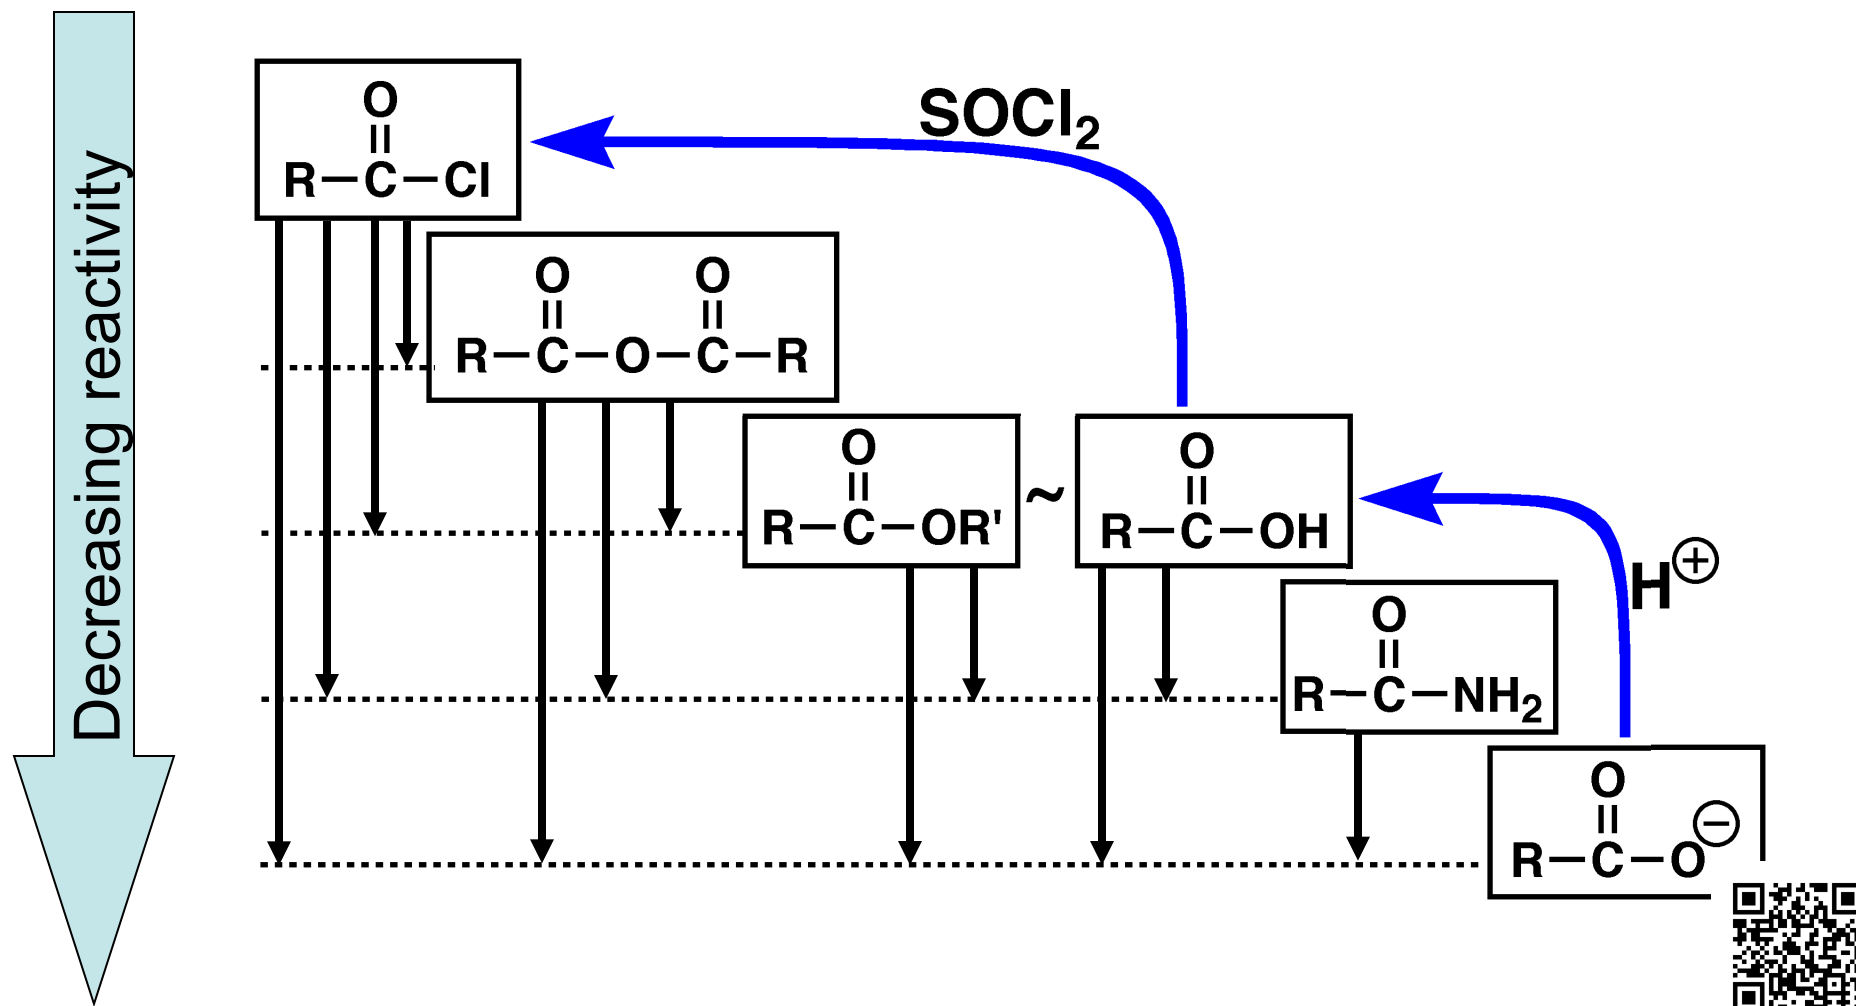 Decreasing reactivity
O
R—C—Cl
SOCl2
O O
R—C—O—C—R
O
R—C—OR'
~
O
R—C—OH
H+
O
R—C—NH2
O
R—C—O−